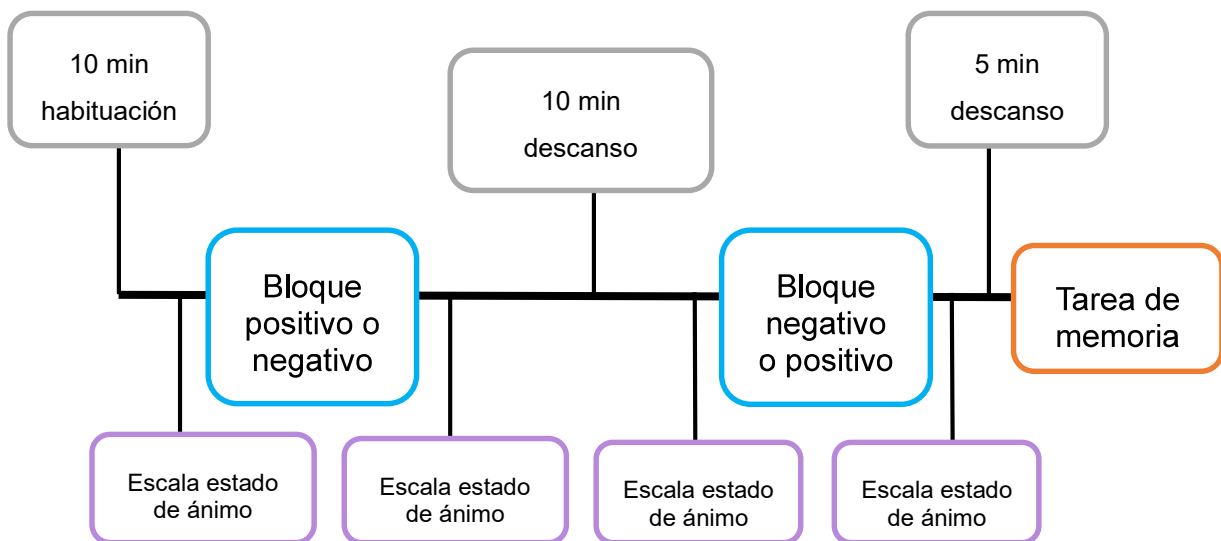 10 min
habituación
10 min
descanso
5 min
descanso
Bloque
positivo o
negativo
Bloque
negativo
o positivo
Tarea de
memoria
Escala estado
de ánimo
Escala estado
de ánimo
Escala estado
de ánimo
Escala estado
de ánimo